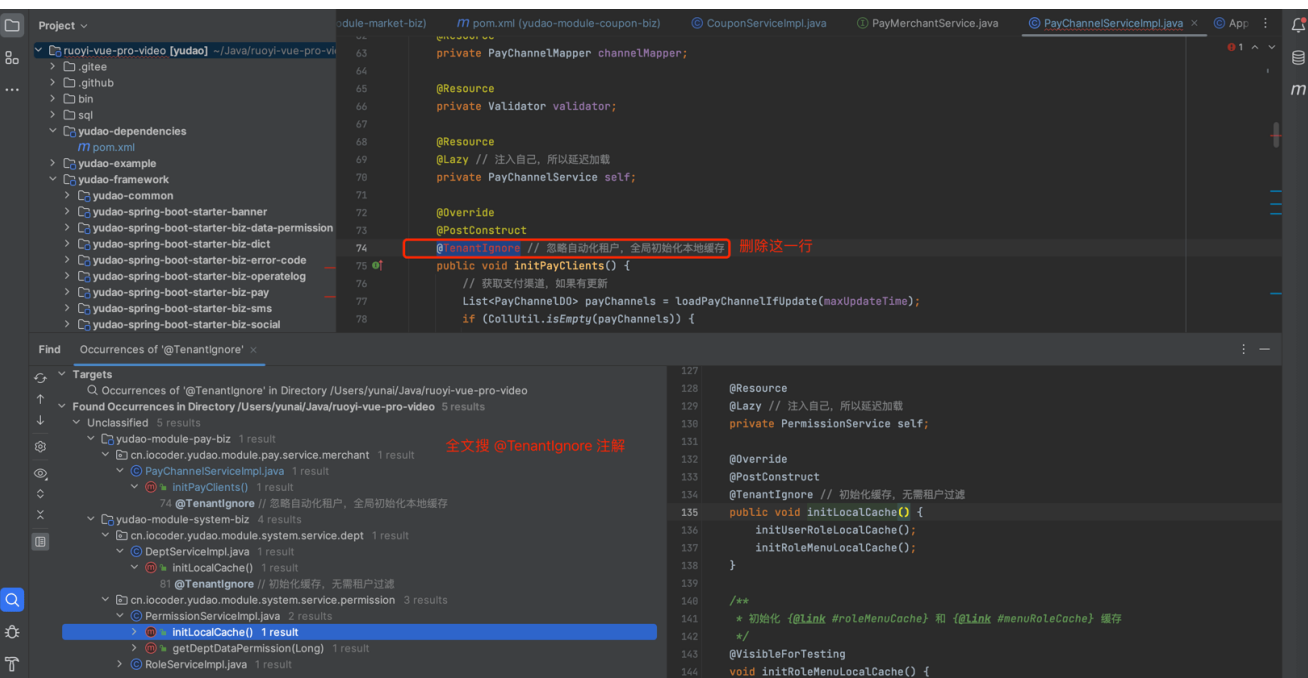 Project
odule-market-biz)
m pom.xml (yudao-module-coupon-biz)
CouponServiceImpl.java
PayMerchantService.java
PayChannelServiceImpl.java
App
ruoyi-vue-pro-video [yudao] ~/Java/ruoyi-vue-pro-vi
.gitee
.github
bin
sql
yudao-dependencies
m pom.xml
yudao-example
yudao-framework
yudao-common
yudao-spring-boot-starter-banner
yudao-spring-boot-starter-biz-data-permission
yudao-spring-boot-starter-biz-dict
yudao-spring-boot-starter-biz-error-code
yudao-spring-boot-starter-biz-operatelog
yudao-spring-boot-starter-biz-pay
yudao-spring-boot-starter-biz-sms
yudao-spring-boot-starter-biz-social
1
62 @Resource
63 private PayChannelMapper channelMapper;
64
65 @Resource
66 private Validator validator;
67
68 @Resource
69 @Lazy // 注入自己，所以延迟加载
70 private PayChannelService self;
71
72 @Override
73 @PostConstruct
74 @TenantIgnore // 忽略自动化租户，全局初始化本地缓存 删除这一行
75 public void initPayClients() {
76 // 获取支付渠道，如果有更新
77 List<PayChannelDO> payChannels = loadPayChannelIfUpdate(maxUpdateTime);
78 if (CollUtil.isEmpty(payChannels)) {
Find Occurrences of '@TenantIgnore'
Targets
Occurrences of '@TenantIgnore' in Directory /Users/yunai/Java/ruoyi-vue-pro-video
Found Occurrences in Directory /Users/yunai/Java/ruoyi-vue-pro-video 5 results
Unclassified 5 results
yudao-module-pay-biz 1 result
全文搜 @TenantIgnore 注解
cn.iocoder.yudao.module.pay.service.merchant 1 result
PayChannelServiceImpl.java 1 result
initPayClients() 1 result
74 @TenantIgnore // 忽略自动化租户，全局初始化本地缓存
yudao-module-system-biz 4 results
cn.iocoder.yudao.module.system.service.dept 1 result
DeptServiceImpl.java 1 result
initLocalCache() 1 result
81 @TenantIgnore // 初始化缓存，无需租户过滤
cn.iocoder.yudao.module.system.service.permission 3 results
PermissionServiceImpl.java 2 results
initLocalCache() 1 result
getDeptDataPermission(Long) 1 result
RoleServiceImpl.java 1 result
127
128 @Resource
129 @Lazy // 注入自己，所以延迟加载
130 private PermissionService self;
131
132 @Override
133 @PostConstruct
134 @TenantIgnore // 初始化缓存，无需租户过滤
135 public void initLocalCache() {
136 initUserRoleLocalCache();
137 initRoleMenuLocalCache();
138 }
139
140 /**
141 * 初始化 {@link #roleMenuCache} 和 {@link #menuRoleCache} 缓存
142 */
143 @VisibleForTesting
144 void initRoleMenuLocalCache() {